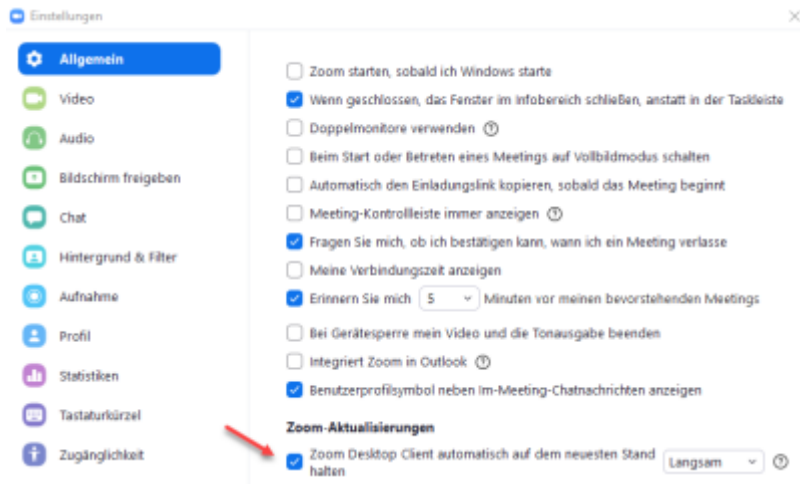 Einstellungen
Allgemein
Video
Audio
Bildschirm freigeben
Chat
Hintergrund & Filter
Aufnahme
Profil
Statistiken
Tastaturkürzel
Zugänglichkeit
Zoom starten, sobald ich Windows starte
Wenn geschlossen, das Fenster im Infobereich schließen, anstatt in der Taskleiste
Doppelmonitore verwenden
Beim Start oder Betreten eines Meetings auf Vollbildmodus schalten
Automatisch den Einladungslink kopieren, sobald das Meeting beginnt
Meeting-Kontrollleiste immer anzeigen
Fragen Sie mich, ob ich bestätigen kann, wann ich ein Meeting verlasse
Meine Verbindungszeit anzeigen
Erinnern Sie mich 5 Minuten vor meinen bevorstehenden Meetings
Bei Gerätesperre mein Video und die Tonausgabe beenden
Integriert Zoom in Outlook
Benutzerprofilsymbol neben Im-Meeting-Chatnachrichten anzeigen
Zoom-Aktualisierungen
Zoom Desktop Client automatisch auf dem neuesten Stand
halten
Langsam